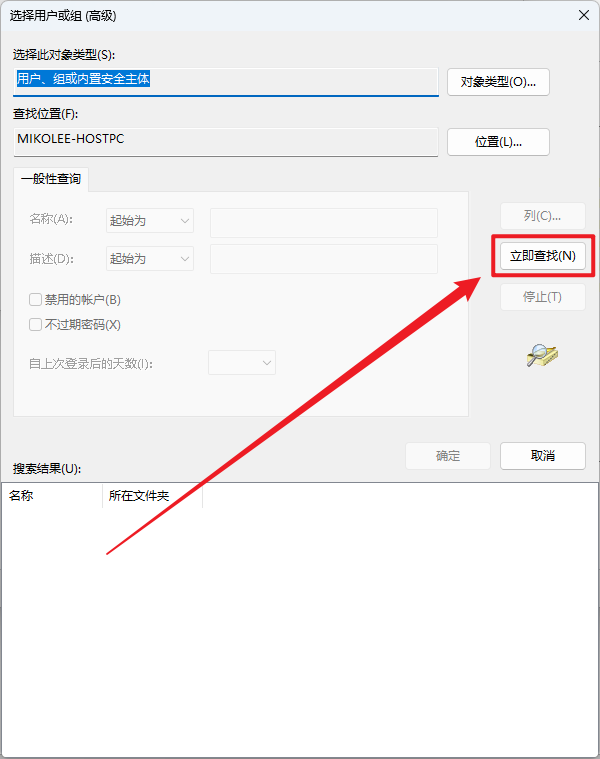 选择用户或组 (高级)
选择此对象类型(S):
用户、组或内置安全主体
对象类型(O)...
查找位置(F):
MIKOLEE-HOSTPC
位置(L)...
一般性查询
名称(A):
起始为
列(C)...
描述(D):
起始为
立即查找(N)
禁用的帐户(B)
停止(T)
不过期密码(X)
自上次登录后的天数(I):
确定
取消
搜索结果(U):
名称
所在文件夹